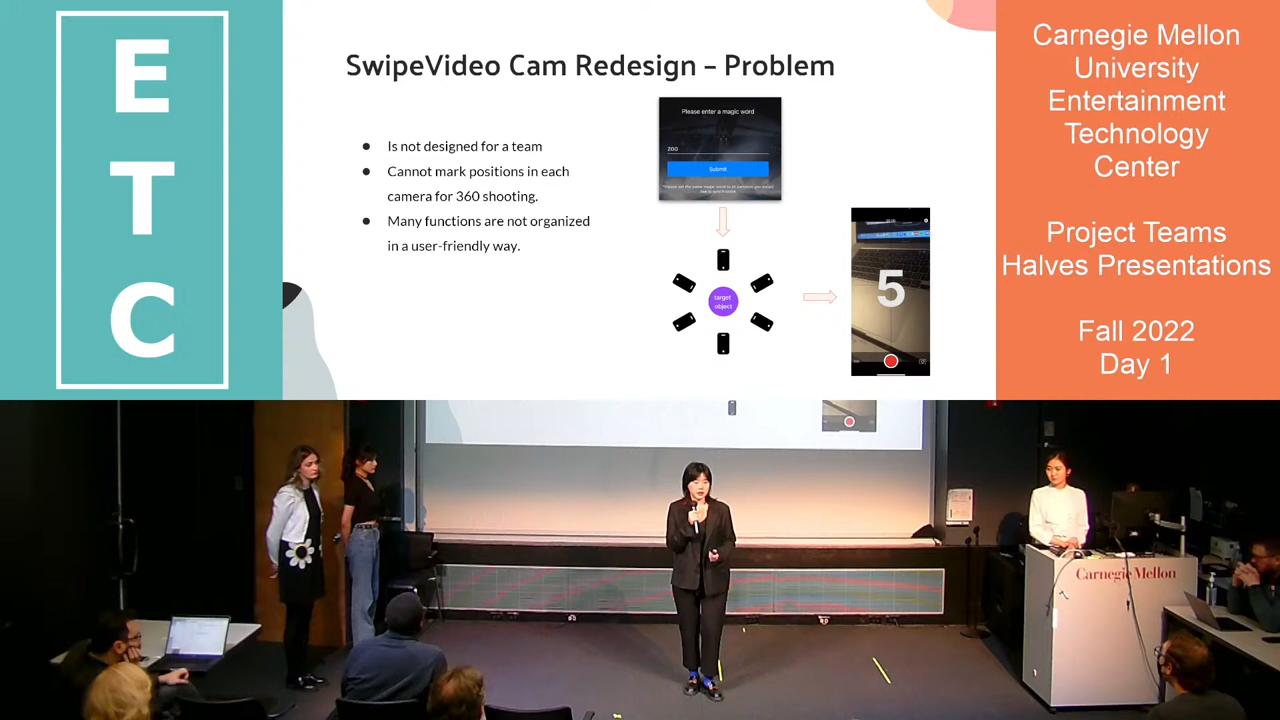 E
T
C
SwipeVideo Cam Redesign – Problem
● Is not designed for a team
● Cannot mark positions in each
camera for 360 shooting.
● Many functions are not organized
in a user-friendly way.
Please enter a magic word
zoo
Submit
target
object
5
Carnegie Mellon
University
Entertainment
Technology
Center
Project Teams
Halves Presentations
Fall 2022
Day 1
Carnegie Mellon